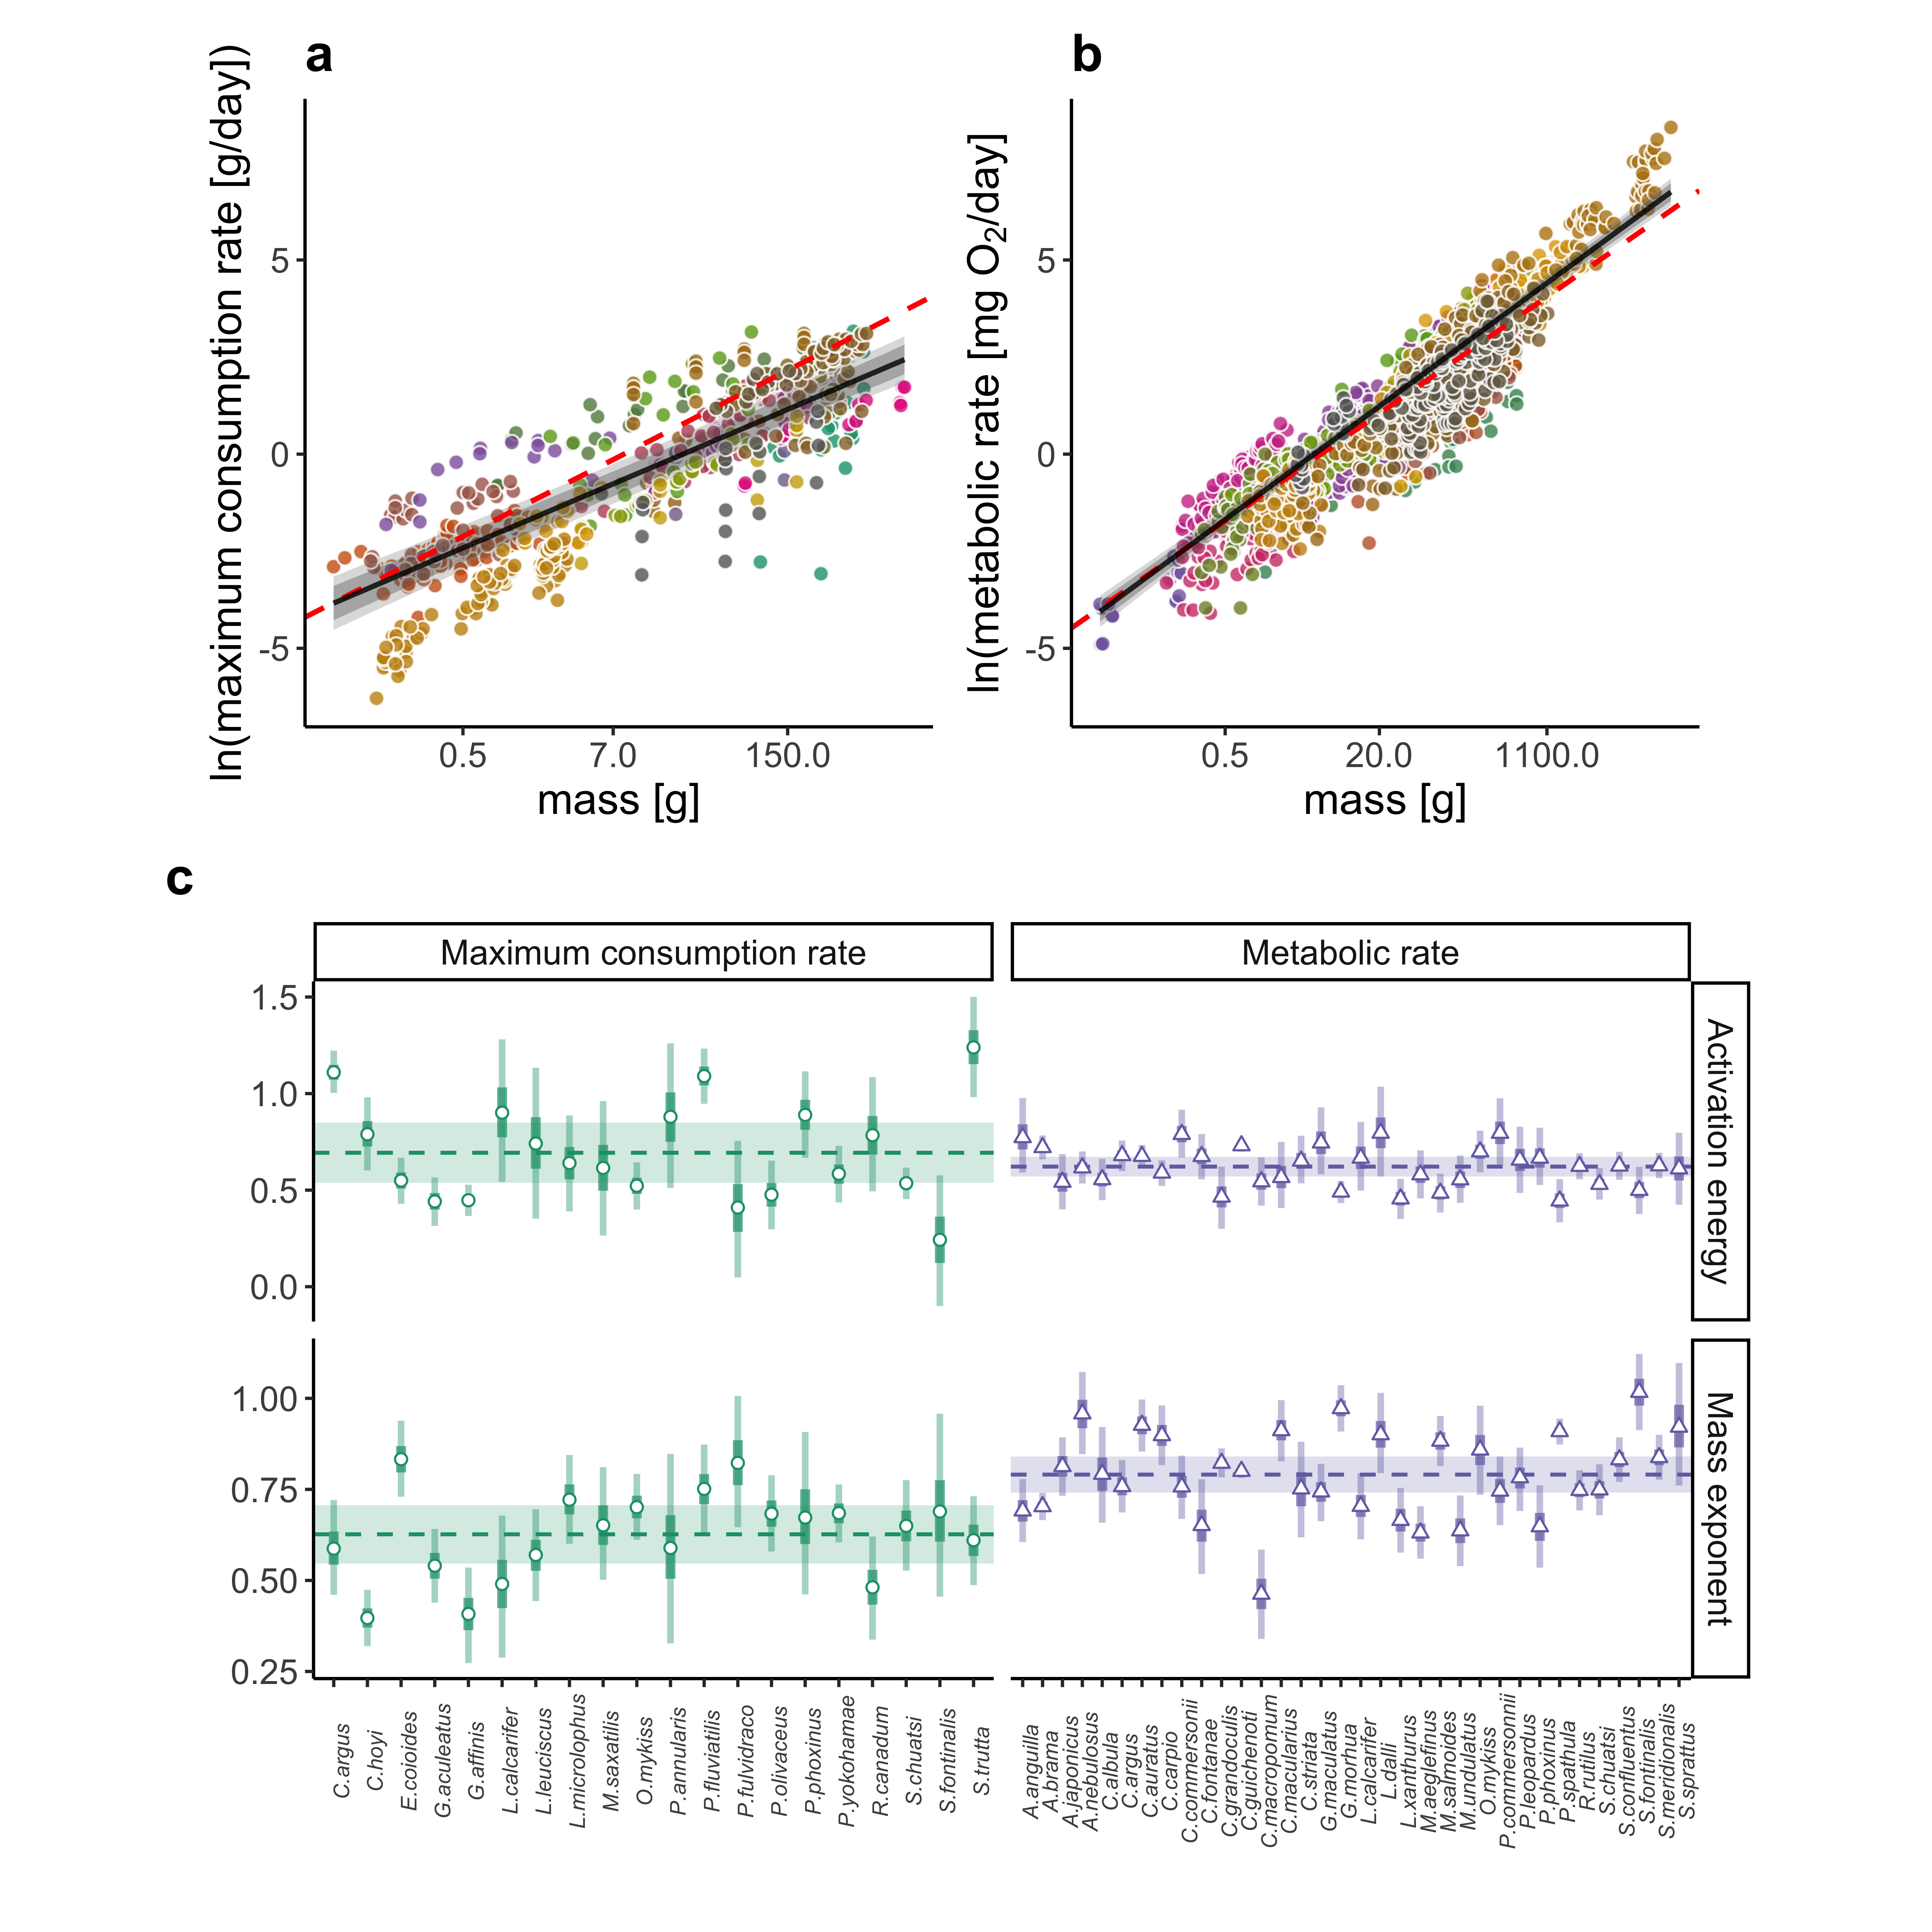 a
b
ln(maximum consumption rate [g/day])
5
0
-5
0.5 7.0 150.0
mass [g]
ln(metabolic rate [mg O₂/day]
5
0
-5
0.5 20.0 1100.0
mass [g]
c
Maximum consumption rate
Metabolic rate
1.5
1.0
0.5
0.0
Activation energy
1.00
0.75
0.50
0.25
Mass exponent
C.argus
C.hoyi
E.coioides
G.aculeatus
G.affinis
L.calcarifer
L.leuciscus
L.microlophus
M.saxatilis
O.mykiss
P.annularis
P.fluviatilis
P.fulvidraco
P.olivaceus
P.phoxinus
P.yokohamae
R.canadum
S.chuatsi
S.fontinalis
S.trutta
A.anguilla
A.brama
A.japonicus
A.nebulosus
C.albula
C.argus
C.auratus
C.carpio
C.commersonii
C.fontanae
C.grandoculis
C.guichenoti
C.macropomum
C.macularius
C.striata
G.maculatus
G.morhua
L.calcarifer
L.dalli
L.xanthurus
M.aeglefinus
M.salmoides
M.undulatus
O.mykiss
P.commersonnii
P.leopardus
P.phoxinus
P.spathula
R.rutilus
S.chuatsi
S.confluentus
S.fontinalis
S.meridionalis
S.sprattus